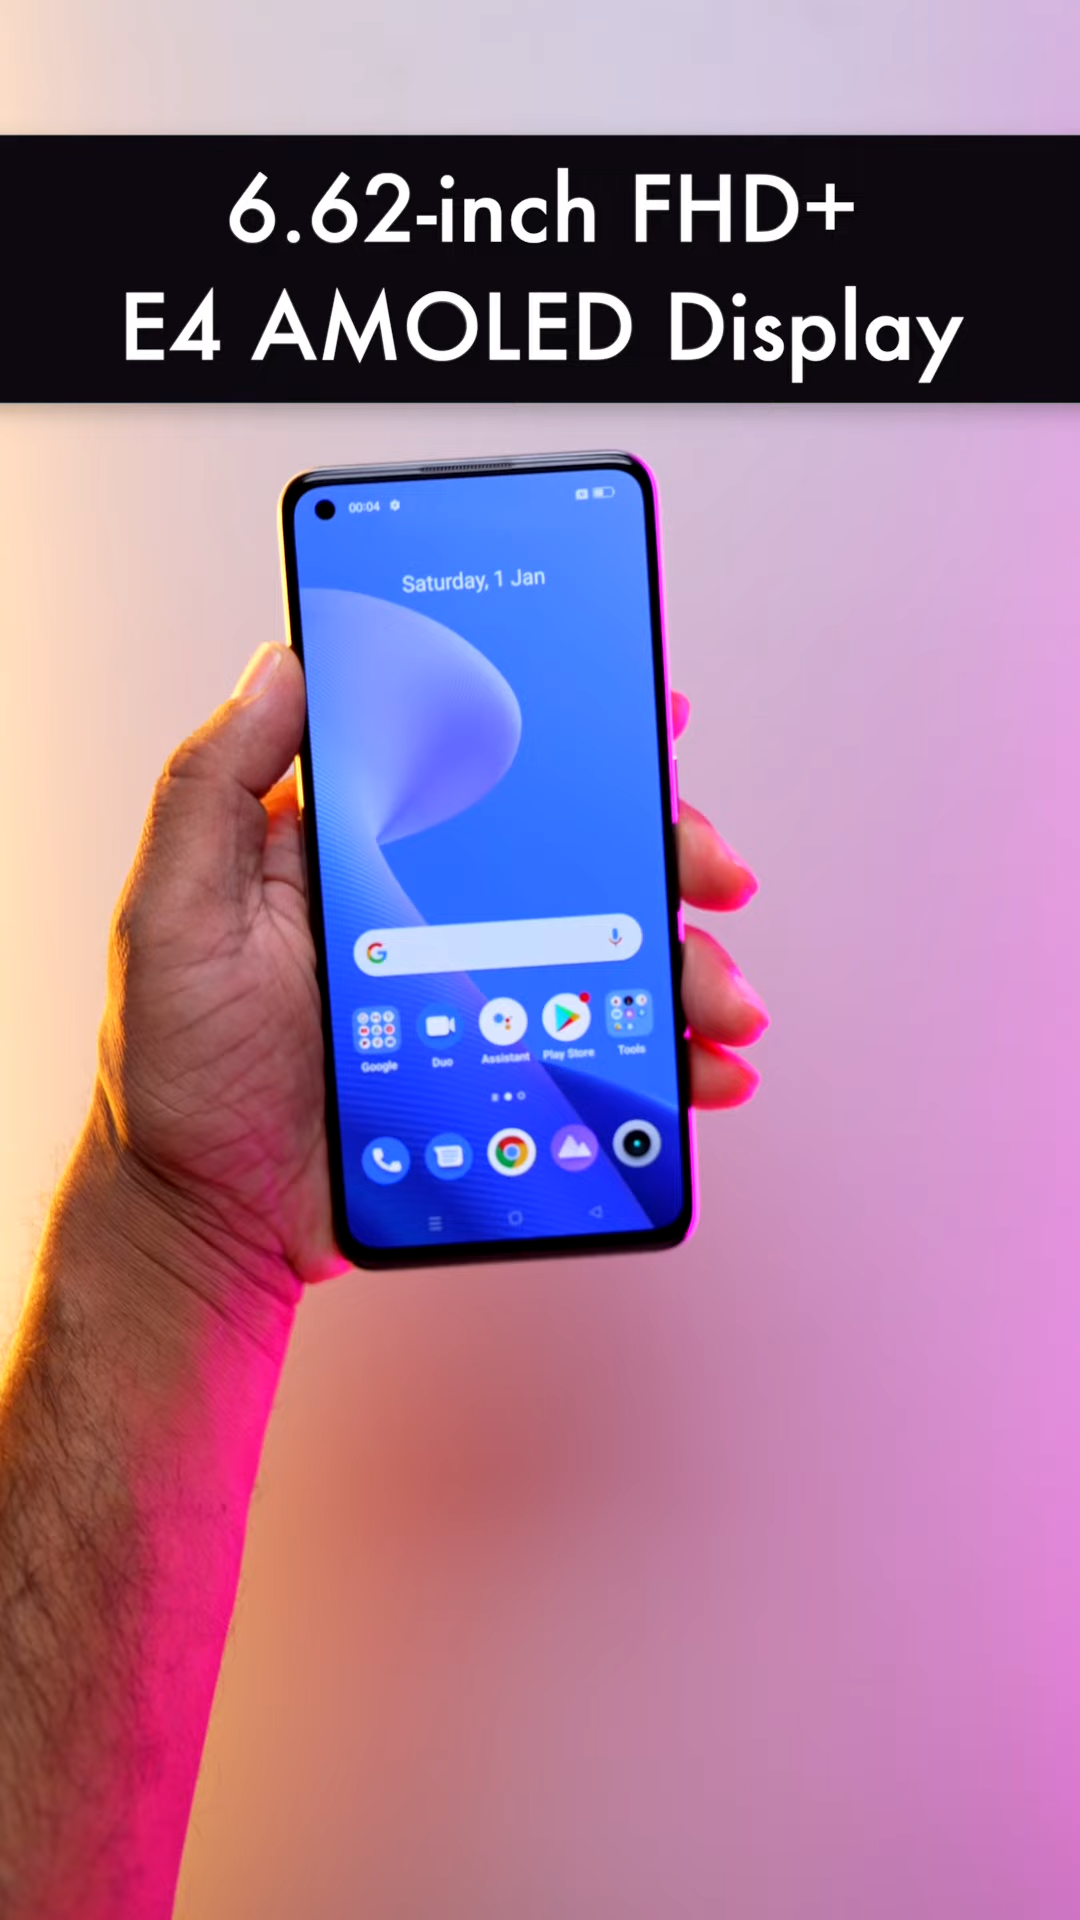 6.62-inch FHD+
E4 AMOLED Display
00:04
Saturday, 1 Jan
Google
Duo
Assistant
Play Store
Tools